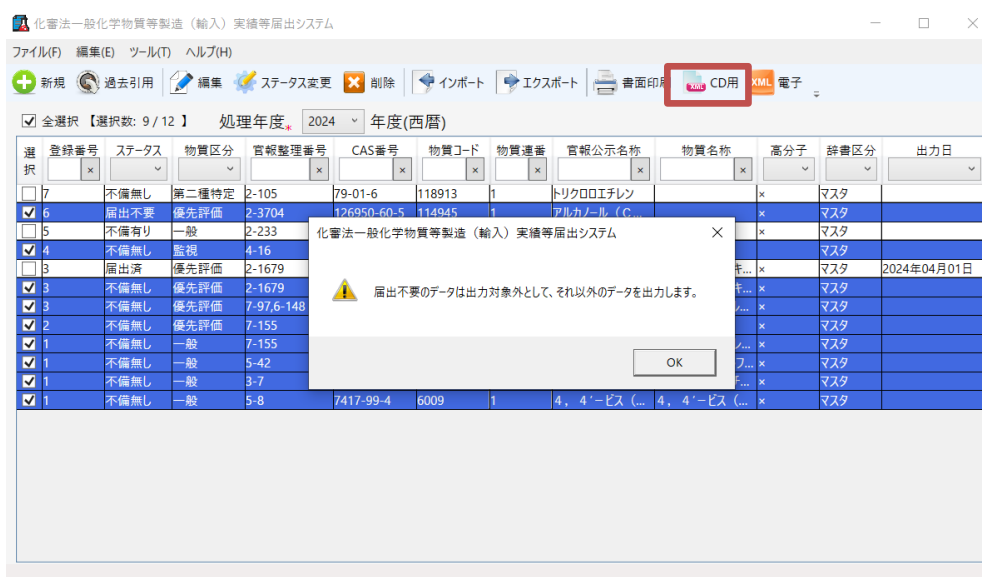 化審法一般化学物質等製造（輸入）実績等届出システム
ファイル(F) 編集(E) ツール(T) ヘルプ(H)
新規 過去引用 編集 ステータス変更 削除 インポート エクスポート 書面印刷 XML CD用 XML 電子
全選択 【選択数: 9 / 12 】 処理年度* 2024 年度(西暦)
選択 登録番号 ステータス 物質区分 官報整理番号 CAS番号 物質コード 物質連番 官報公示名称 物質名称 高分子 辞書区分 出力日
7 不備無し 第二種特定 2-105 79-01-6 118913 1 トリクロロエチレン × マスタ
6 届出不要 優先評価 2-3704 126950-60-5 114945 1 アルカノール（Ｃ... × マスタ
5 不備有り 一般 2-233 × マスタ
4 不備無し 監視 4-16 マスタ
3 届出済 優先評価 2-1679 キ... × マスタ 2024年04月01日
3 不備無し 優先評価 2-1679 キ... × マスタ
3 不備無し 優先評価 7-97,6-148 × マスタ
2 不備無し 優先評価 7-155 × マスタ
1 不備無し 一般 7-155 × マスタ
1 不備無し 一般 5-42 フ... × マスタ
1 不備無し 一般 3-7 × マスタ
1 不備無し 一般 5-8 7417-99-4 6009 1 ４，４’－ビス（... ４，４’－ビス（... × マスタ
化審法一般化学物質等製造（輸入）実績等届出システム
届出不要のデータは出力対象外として、それ以外のデータを出力します。
OK